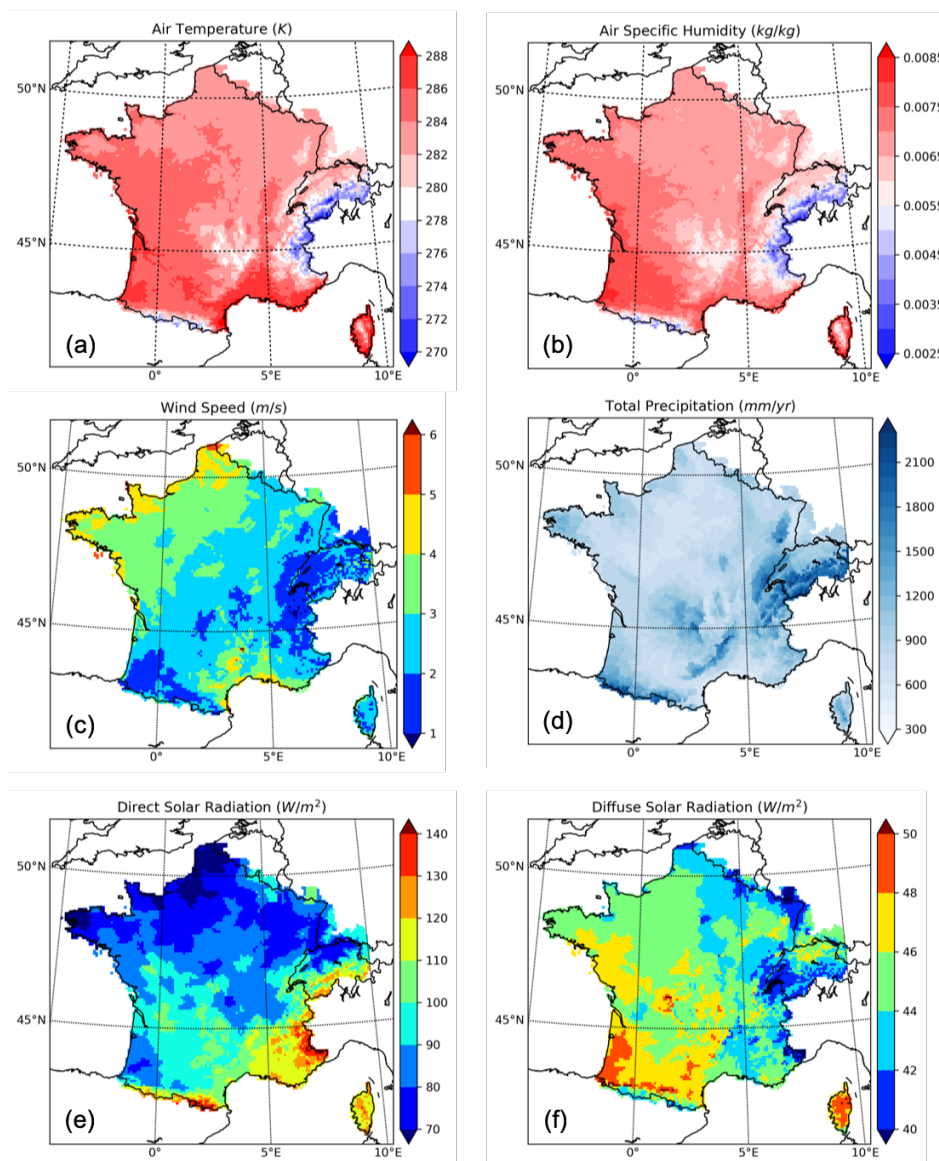 Air Temperature (K)
288
286
284
282
280
278
276
274
272
270
50°N
45°N
0°
5°E
10°E
(a)
Air Specific Humidity (kg/kg)
0.0085
0.0075
0.0065
0.0055
0.0045
0.0035
0.0025
50°N
45°N
0°
5°E
10°E
(b)
Wind Speed (m/s)
6
5
4
3
2
1
50°N
45°N
0°
5°E
10°E
(c)
Total Precipitation (mm/yr)
2100
1800
1500
1200
900
600
300
50°N
45°N
0°
5°E
10°E
(d)
Direct Solar Radiation (W/m²)
140
130
120
110
100
90
80
70
50°N
45°N
0°
5°E
10°E
(e)
Diffuse Solar Radiation (W/m²)
50
48
46
44
42
40
50°N
45°N
0°
5°E
10°E
(f)